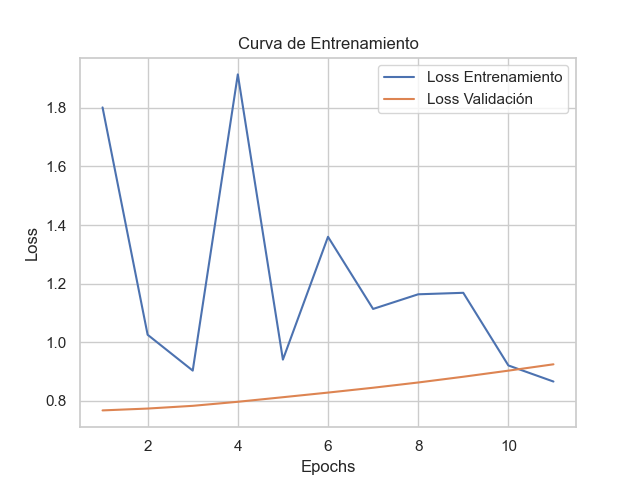 Curva de Entrenamiento
Loss Entrenamiento
Loss Validación
1.8
1.6
1.4
1.2
1.0
0.8
Loss
2 4 6 8 10
Epochs